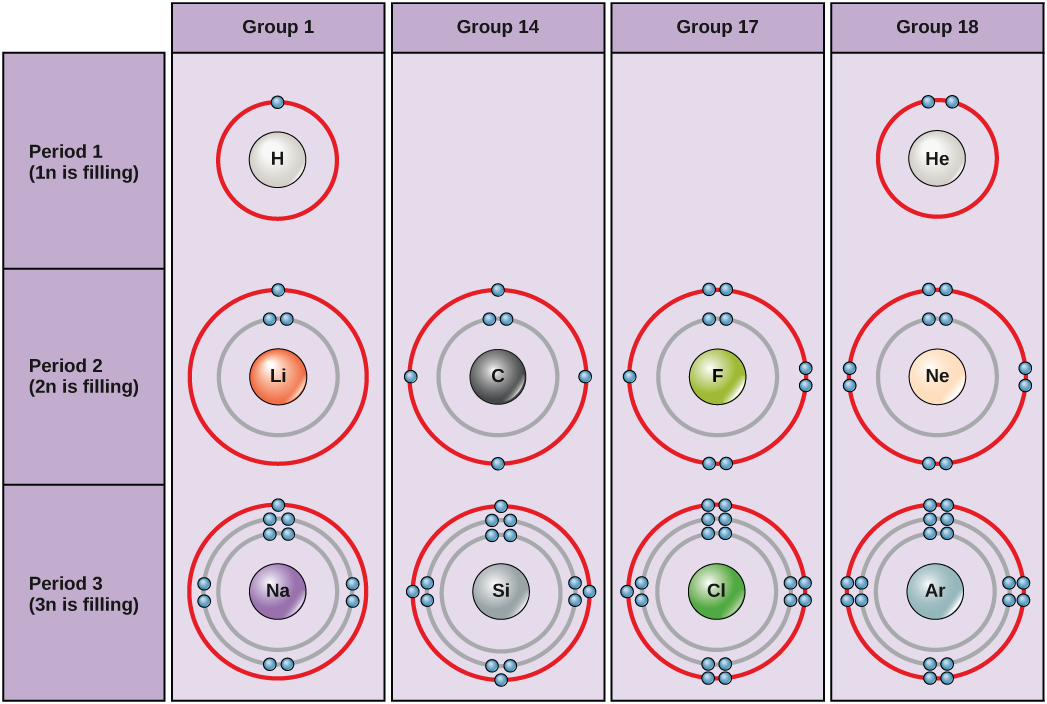 Group 1
Group 14
Group 17
Group 18
Period 1
(1n is filling)
H
He
Period 2
(2n is filling)
Li
C
F
Ne
Period 3
(3n is filling)
Na
Si
Cl
Ar